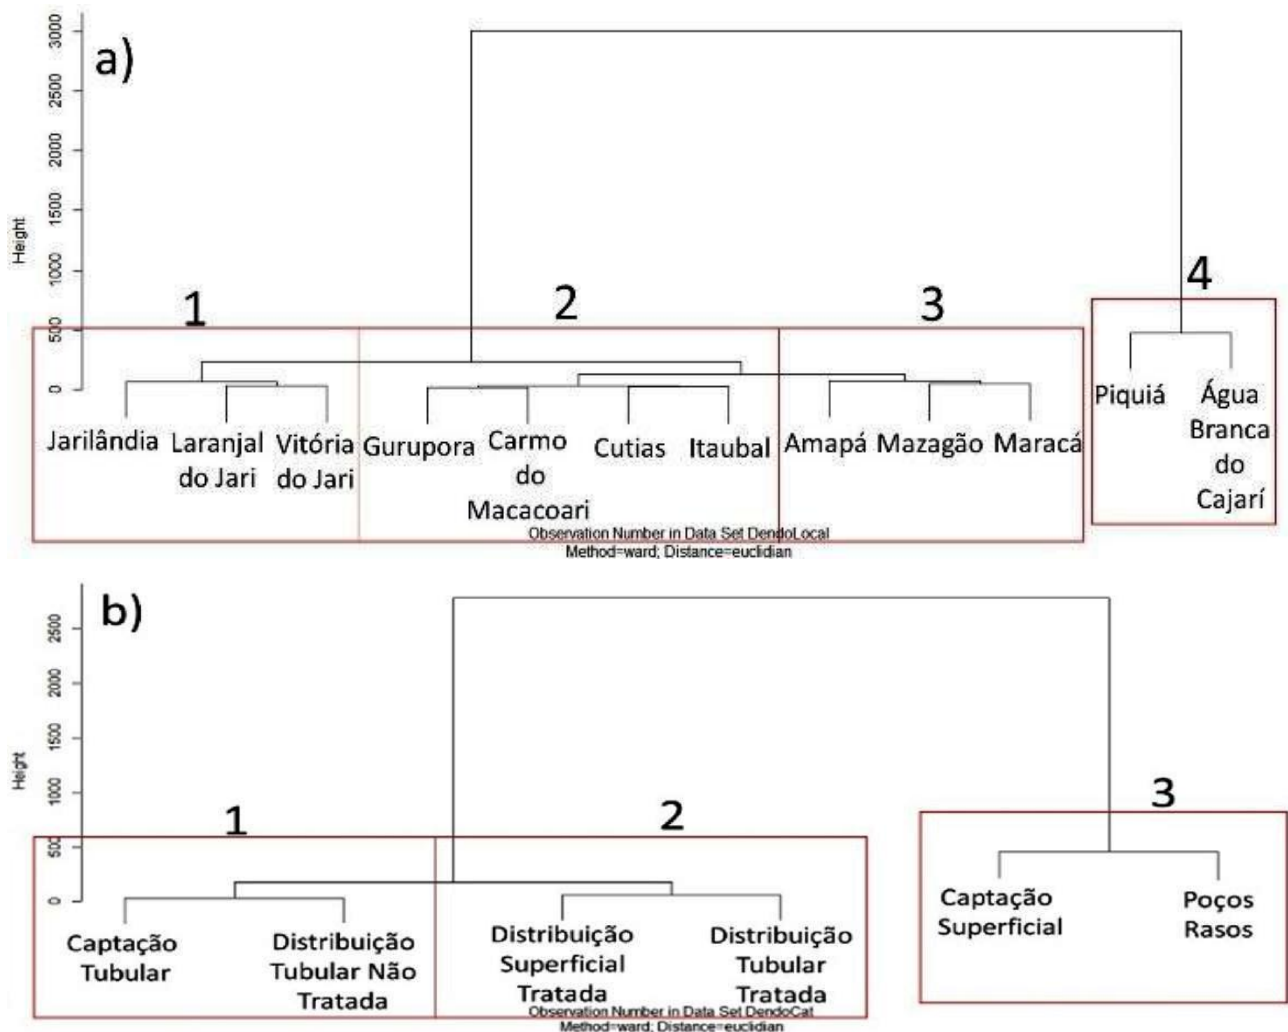 a)
3000
2500
2000
1500
1000
500
0
Height
1
2
3
4
Jarilândia
Laranjal
do Jari
Vitória
do Jari
Gurupora
Carmo
do
Macacoari
Cutias
Itaubal
Amapá
Mazagão
Maracá
Piquiá
Água
Branca
do
Cajarí
Observation Number in Data Set DendoLocal
Method=ward; Distance=euclidian
b)
2500
2000
1500
1000
500
0
Height
1
2
3
Captação
Tubular
Distribuição
Tubular Não
Tratada
Distribuição
Superficial
Tratada
Distribuição
Tubular
Tratada
Captação
Superficial
Poços
Rasos
Observation Number in Data Set DendoCat
Method=ward; Distance=euclidian